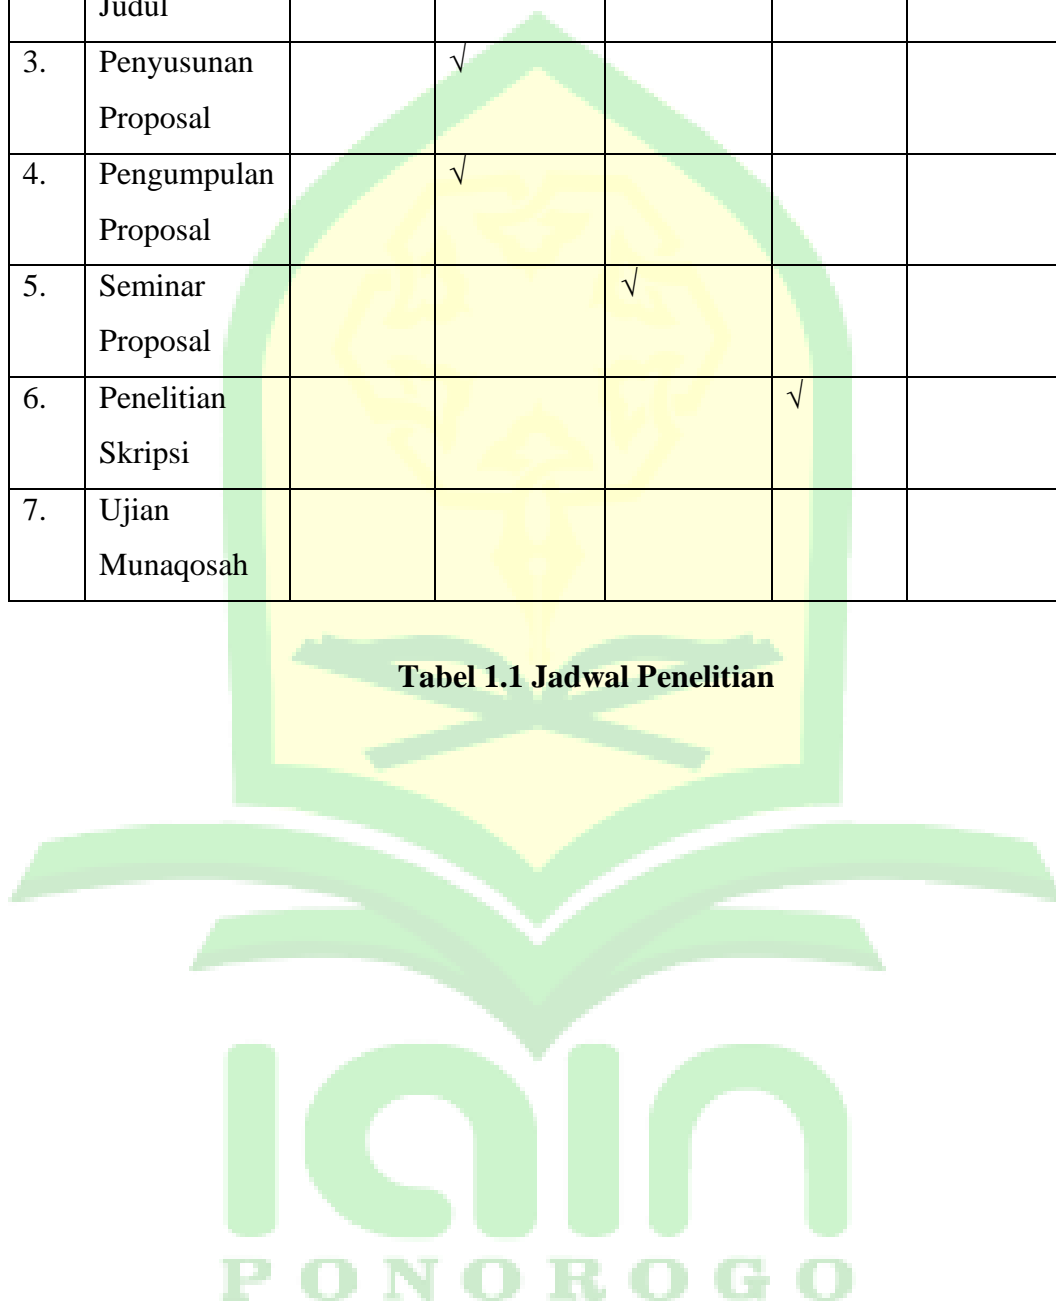 Judul
3. Penyusunan √
Proposal
4. Pengumpulan √
Proposal
5. Seminar √
Proposal
6. Penelitian √
Skripsi
7. Ujian
Munaqosah
Tabel 1.1 Jadwal Penelitian
iain
PONOROGO